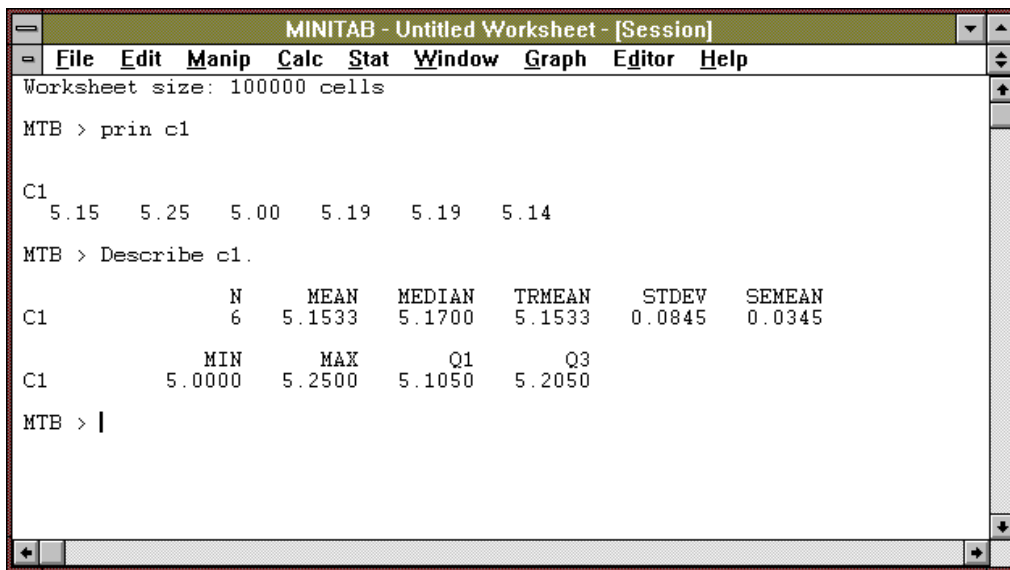 MINITAB - Untitled Worksheet - [Session]
File Edit Manip Calc Stat Window Graph Editor Help
Worksheet size: 100000 cells
MTB > prin c1
C1
5.15 5.25 5.00 5.19 5.19 5.14
MTB > Describe c1.
N MEAN MEDIAN TRMEAN STDEV SEMEAN
C1 6 5.1533 5.1700 5.1533 0.0845 0.0345
MIN MAX Q1 Q3
C1 5.0000 5.2500 5.1050 5.2050
MTB >